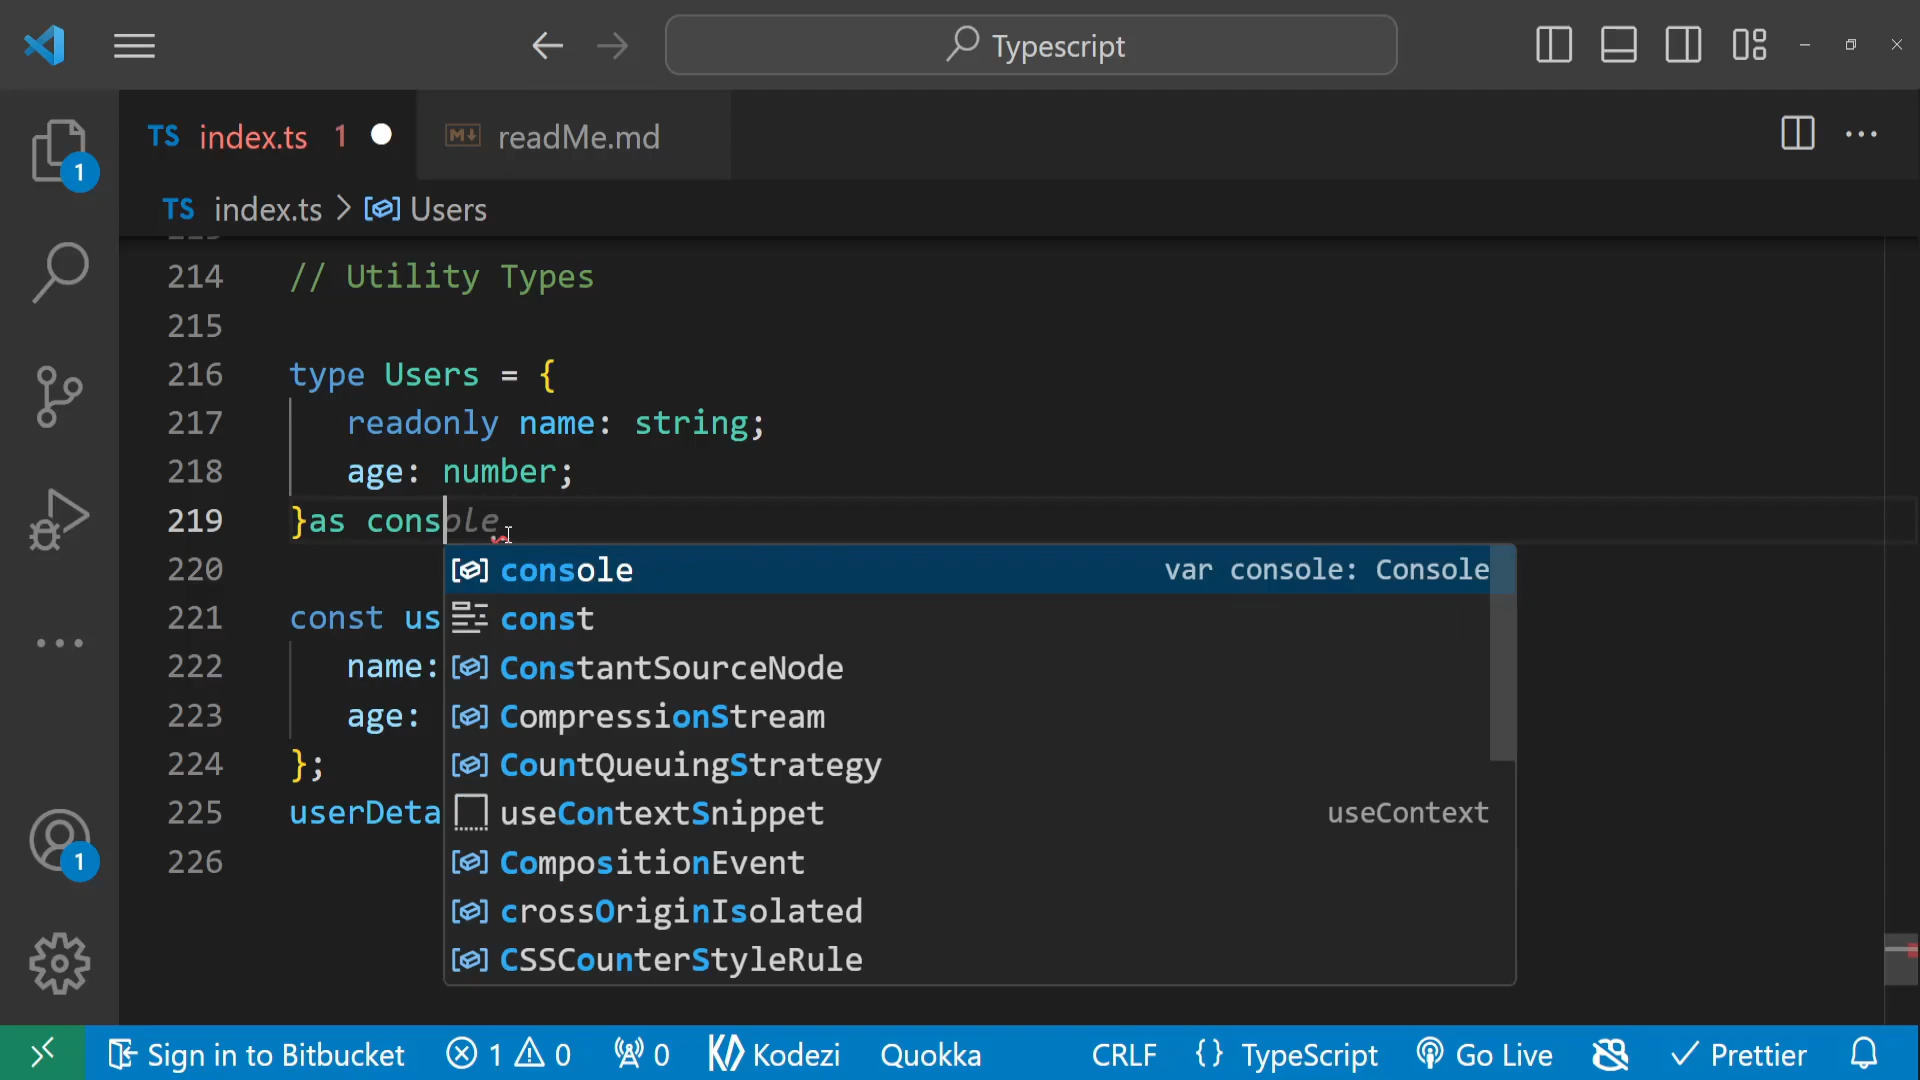 Typescript
TS index.ts 1
readMe.md
TS index.ts > Users
214 // Utility Types
215
216 type Users = {
217 readonly name: string;
218 age: number;
219 }as console
220
221 const us
222 name:
223 age:
224 };
225 userDeta
226
console var console: Console
const
ConstantSourceNode
CompressionStream
CountQueuingStrategy
useContextSnippet useContext
CompositionEvent
crossOriginIsolated
CSSCounterStyleRule
1
1
Sign in to Bitbucket 1 0 0 Kodezi Quokka CRLF {} TypeScript Go Live Prettier